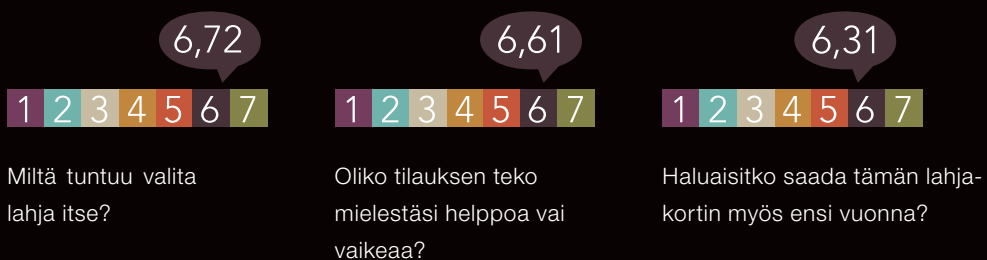 6,72
1 2 3 4 5 6 7
Miltä tuntuu valita
lahja itse?
6,61
1 2 3 4 5 6 7
Oliko tilauksen teko
mielestäsi helppoa vai
vaikeaa?
6,31
1 2 3 4 5 6 7
Haluaisitko saada tämän lahja-
kortin myös ensi vuonna?